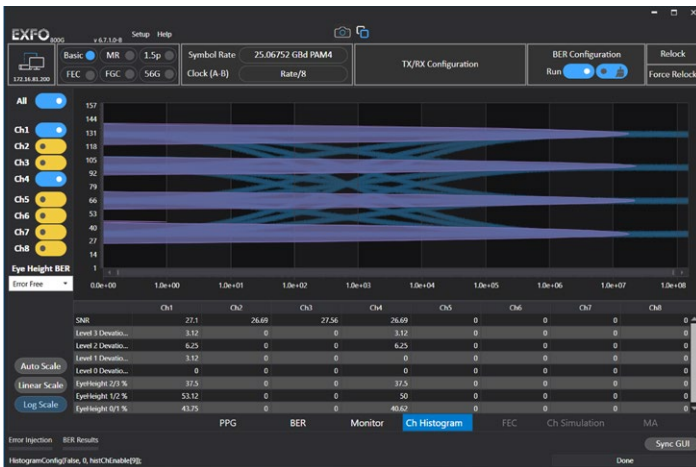 EXFO 800G v 6.7.1.0-B Setup Help
Basic MR 1.5p Symbol Rate 25.06752 GBd PAM4 TX/RX Configuration BER Configuration Relock
172.16.81.200 FEC FGC 56G Clock (A-B) Rate/8 Run Force Relock
All
Ch1
Ch2
Ch3
Ch4
Ch5
Ch6
Ch7
Ch8
Eye Height BER
Error Free
157
144
131
118
105
92
79
66
53
40
27
14
1
0.0e+00 1.0e+00 1.0e+01 1.0e+02 1.0e+03 1.0e+04 1.0e+05 1.0e+06 1.0e+07 1.0e+08
Ch1 Ch2 Ch3 Ch4 Ch5 Ch6 Ch7 Ch8
SNR 27.1 26.69 27.56 26.69 0 0 0 0
Level 3 Devatio... 3.12 0 0 3.12 0 0 0 0
Level 2 Devatio... 6.25 0 0 6.25 0 0 0 0
Level 1 Devatio... 3.12 0 0 0 0 0 0 0
Level 0 Devatio... 0 0 0 0 0 0 0 0
EyeHeight 2/3 % 37.5 0 0 37.5 0 0 0 0
EyeHeight 1/2 % 53.12 0 0 50 0 0 0 0
EyeHeight 0/1 % 43.75 0 0 40.62 0 0 0 0
Auto Scale
Linear Scale
Log Scale
PPG BER Monitor Ch Histogram FEC Ch Simulation MA
Error Injection BER Results Sync GUI
HistogramConfig(False, 0, histChEnable[9]); Done